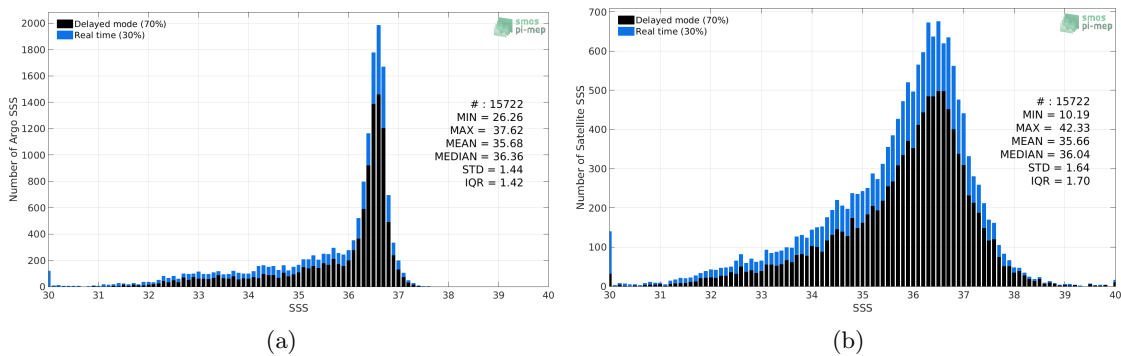 Delayed mode (70%)
Real time (30%)
smos
pi-mep
2000
1800
1600
1400
1200
1000
800
600
400
200
0
Number of Argo SSS
# : 15722
MIN = 26.26
MAX = 37.62
MEAN = 35.68
MEDIAN = 36.36
STD = 1.44
IQR = 1.42
30 31 32 33 34 35 36 37 38 39 40
SSS
(a)
Delayed mode (70%)
Real time (30%)
smos
pi-mep
700
600
500
400
300
200
100
0
Number of Satellite SSS
# : 15722
MIN = 10.19
MAX = 42.33
MEAN = 35.66
MEDIAN = 36.04
STD = 1.64
IQR = 1.70
30 31 32 33 34 35 36 37 38 39 40
SSS
(b)